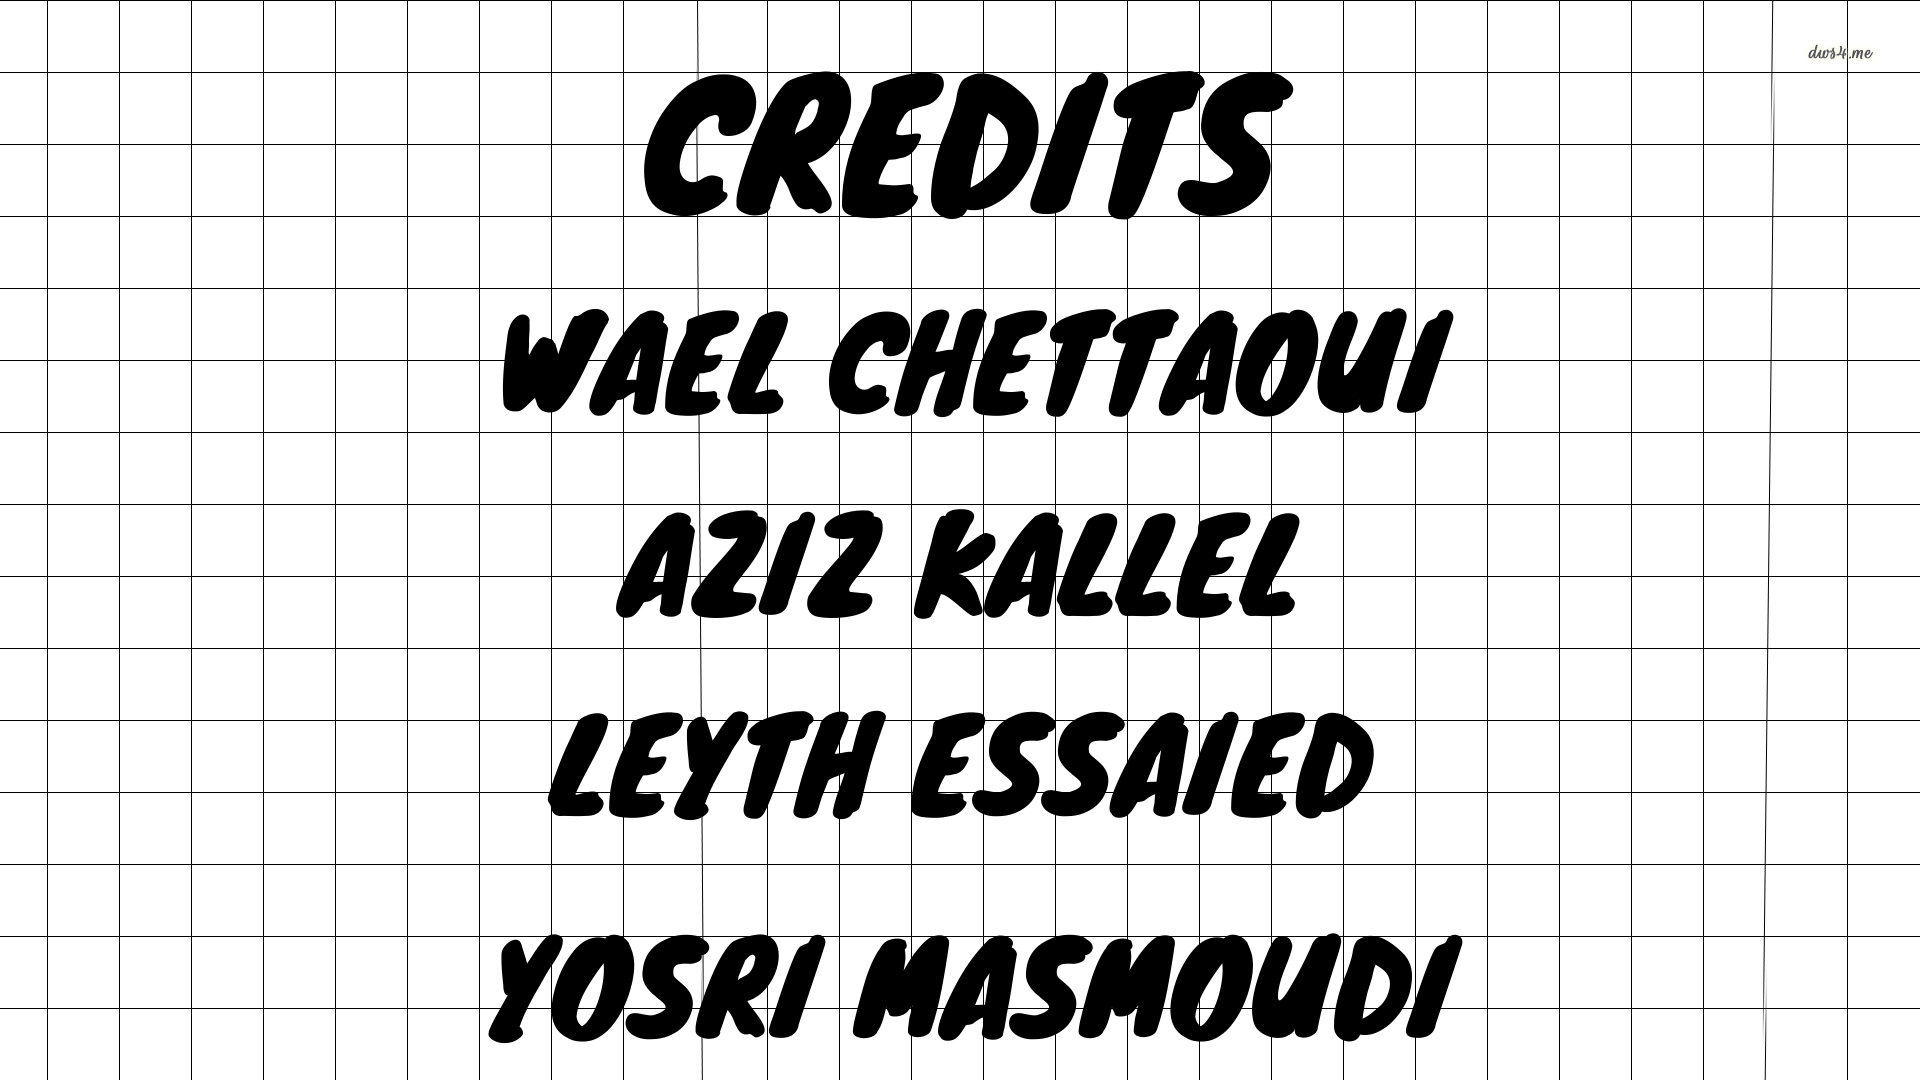 dws4.me
CREDITS
WAEL CHETTAOUI
AZIZ KALLEL
LEYTH ESSAIED
YOSRI MASMOUDI